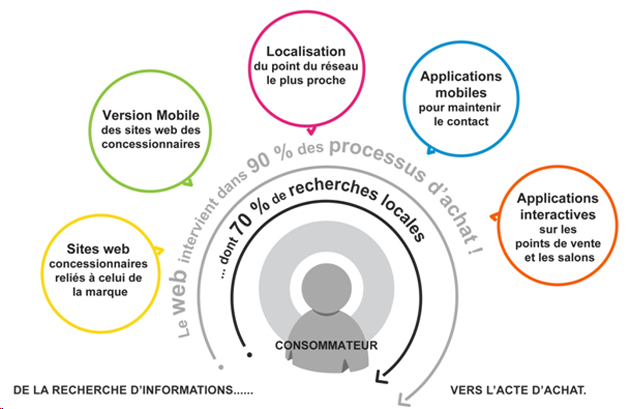 Localisation
du point du réseau
le plus proche
Applications
mobiles
pour maintenir
le contact
Version Mobile
des sites web des
concessionnaires
Applications
interactives
sur les
points de vente
et les salons
Sites web
concessionnaires
reliés à celui de
la marque
Le web intervient dans 90 % des processus d'achat !
... dont 70 % de recherches locales
CONSOMMATEUR
DE LA RECHERCHE D'INFORMATIONS......
VERS L'ACTE D'ACHAT.